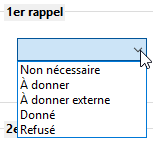 1er rappel
Non nécessaire
À donner
À donner externe
Donné
Refusé